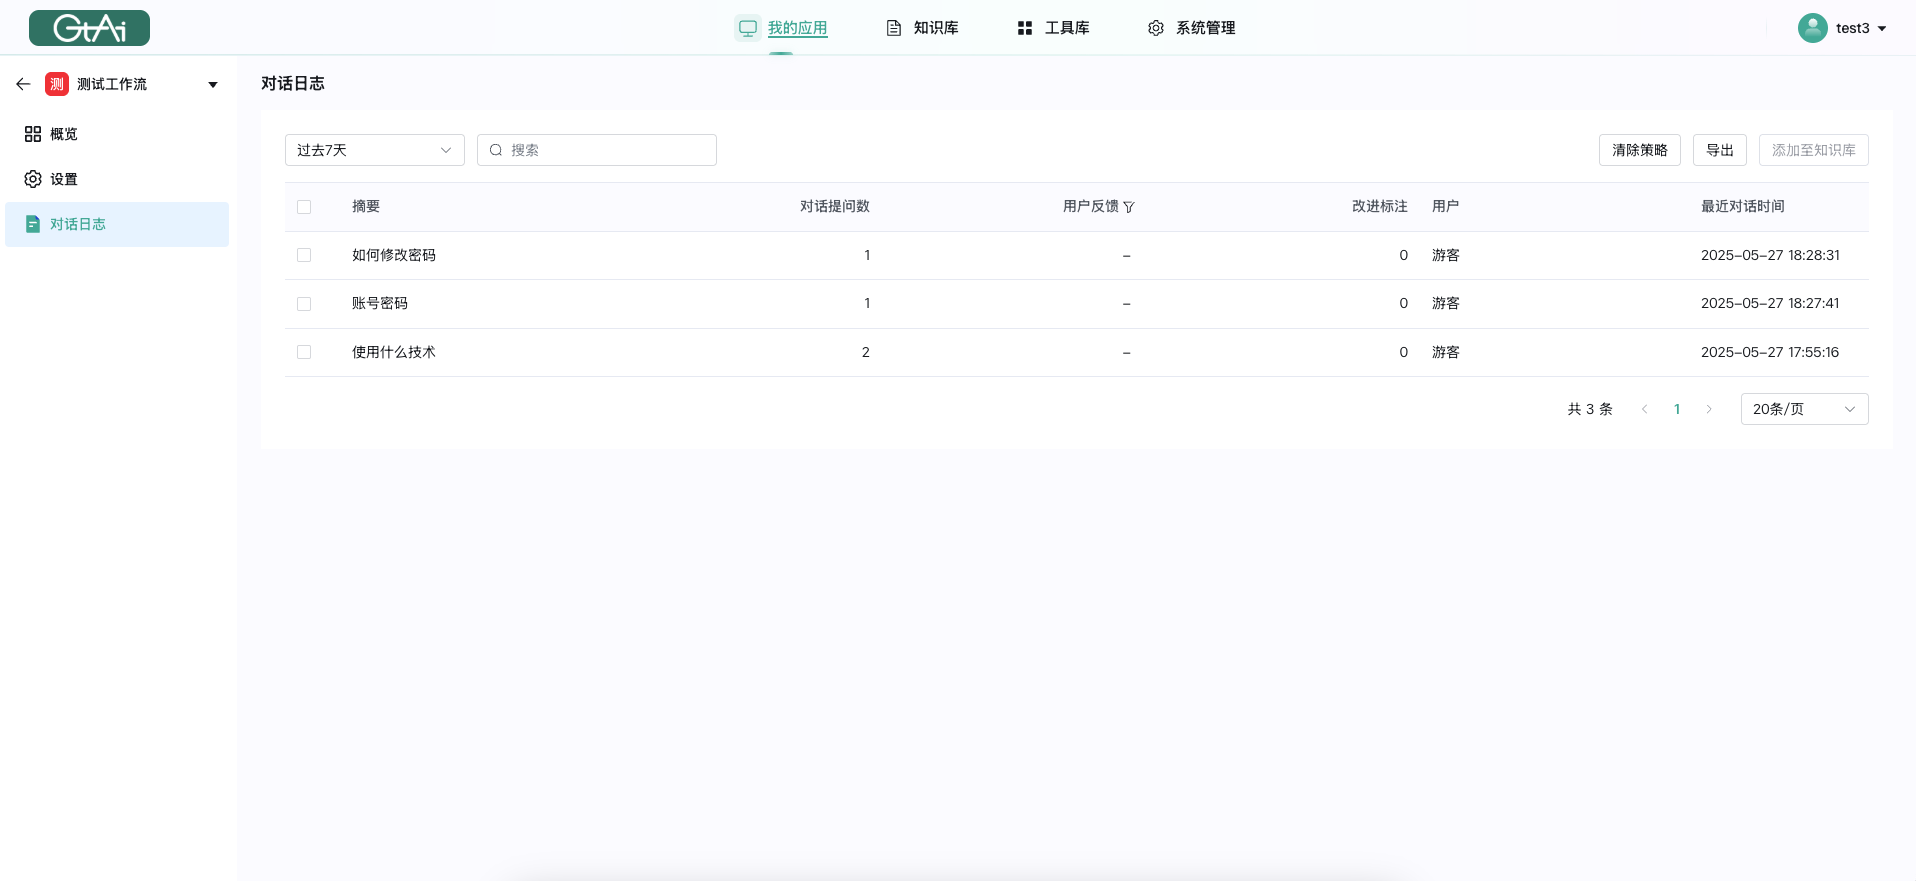 GtAi
我的应用
知识库
工具库
系统管理
test3
测 测试工作流
概览
设置
对话日志
对话日志
过去7天
搜索
清除策略
导出
添加至知识库
摘要 对话提问数 用户反馈 改进标注 用户 最近对话时间
如何修改密码 1 – 0 游客 2025-05-27 18:28:31
账号密码 1 – 0 游客 2025-05-27 18:27:41
使用什么技术 2 – 0 游客 2025-05-27 17:55:16
共 3 条 1 20条/页